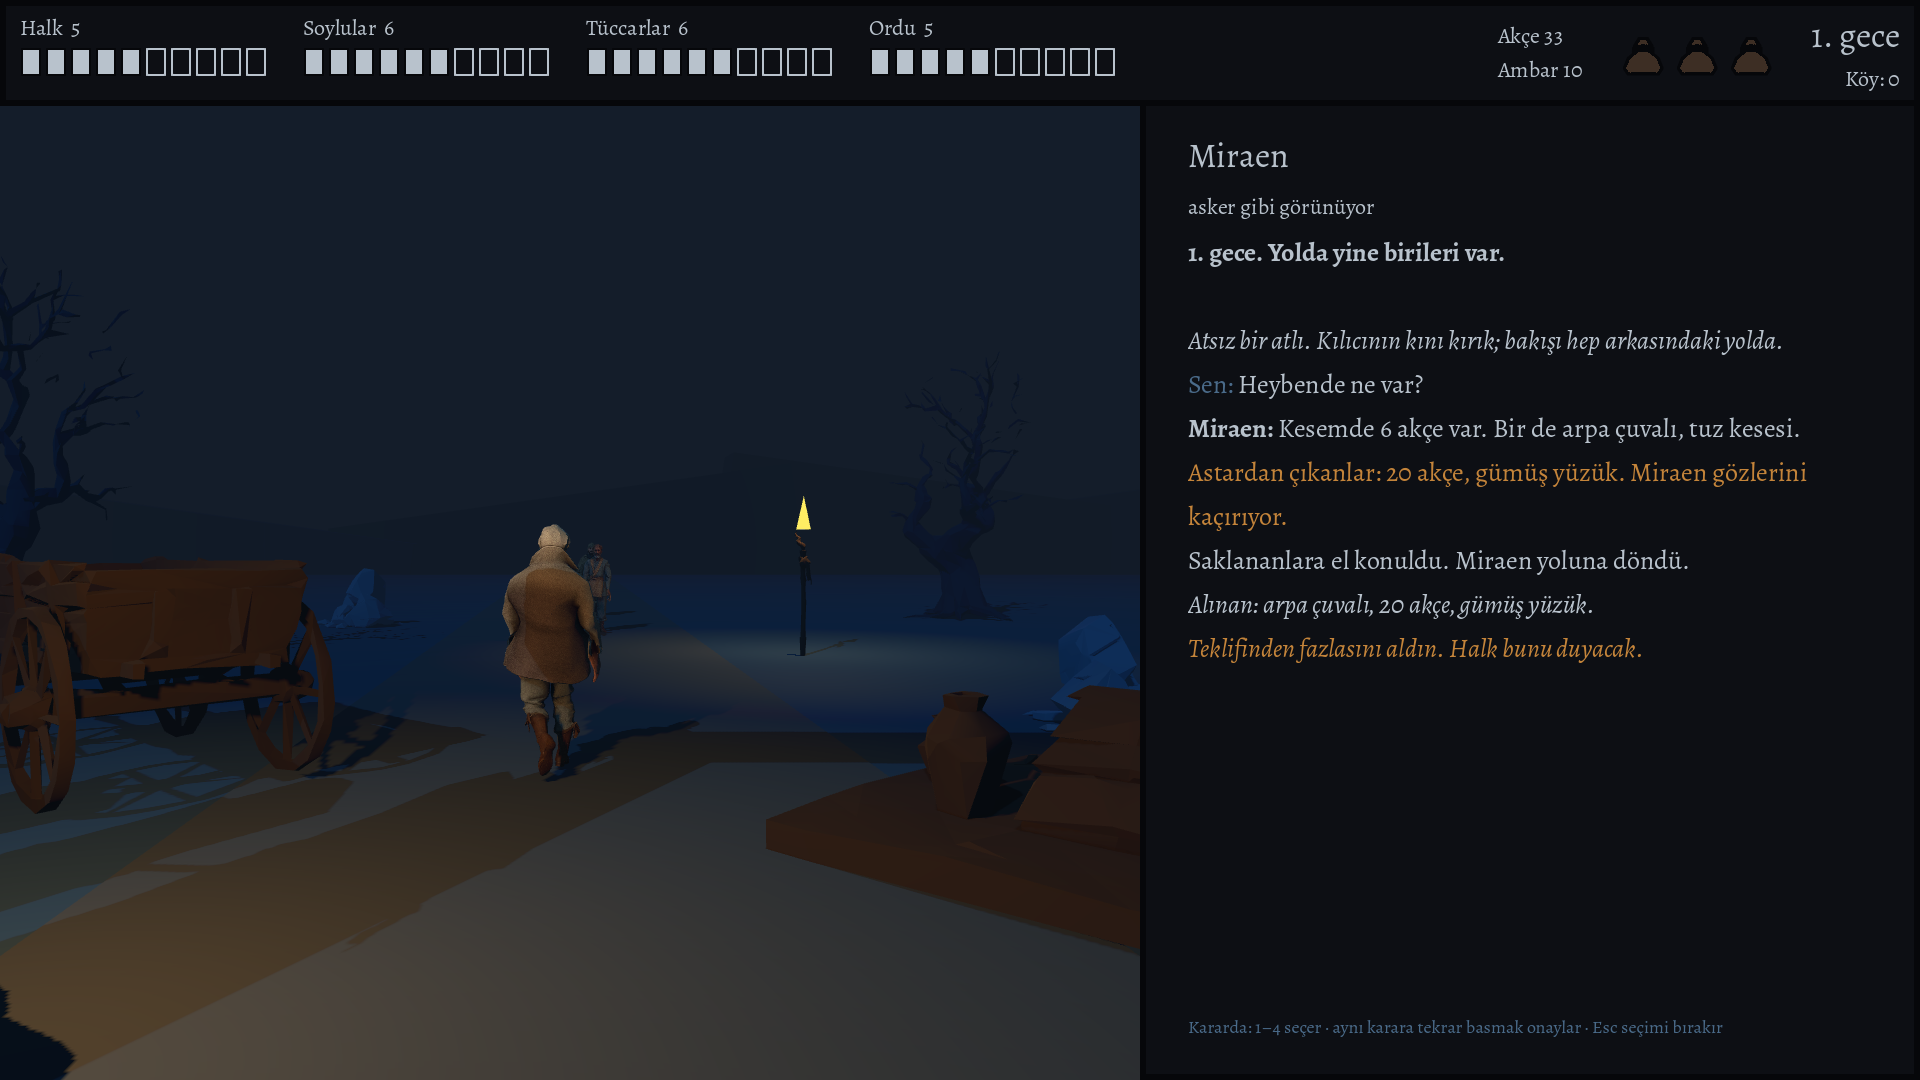 Halk 5
Soylular 6
Tüccarlar 6
Ordu 5
Akçe 33
Ambar 10
1. gece
Köy: 0
Miraen
asker gibi görünüyor
1. gece. Yolda yine birileri var.
Atsız bir atlı. Kılıcının kını kırık; bakışı hep arkasındaki yolda.
Sen: Heybende ne var?
Miraen: Kesemde 6 akçe var. Bir de arpa çuvalı, tuz kesesi.
Astardan çıkanlar: 20 akçe, gümüş yüzük. Miraen gözlerini
kaçırıyor.
Saklananlara el konuldu. Miraen yoluna döndü.
Alınan: arpa çuvalı, 20 akçe, gümüş yüzük.
Teklifinden fazlasını aldın. Halk bunu duyacak.
Kararda: 1–4 seçer · aynı karara tekrar basmak onaylar · Esc seçimi bırakır